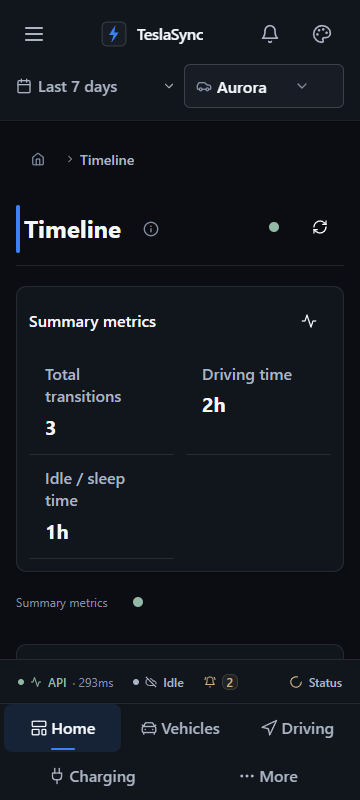 TeslaSync
Last 7 days
Aurora
Timeline
Timeline
Summary metrics
Total transitions
3
Driving time
2h
Idle / sleep time
1h
Summary metrics
API · 293ms
Idle
2
Status
Home
Vehicles
Driving
Charging
More